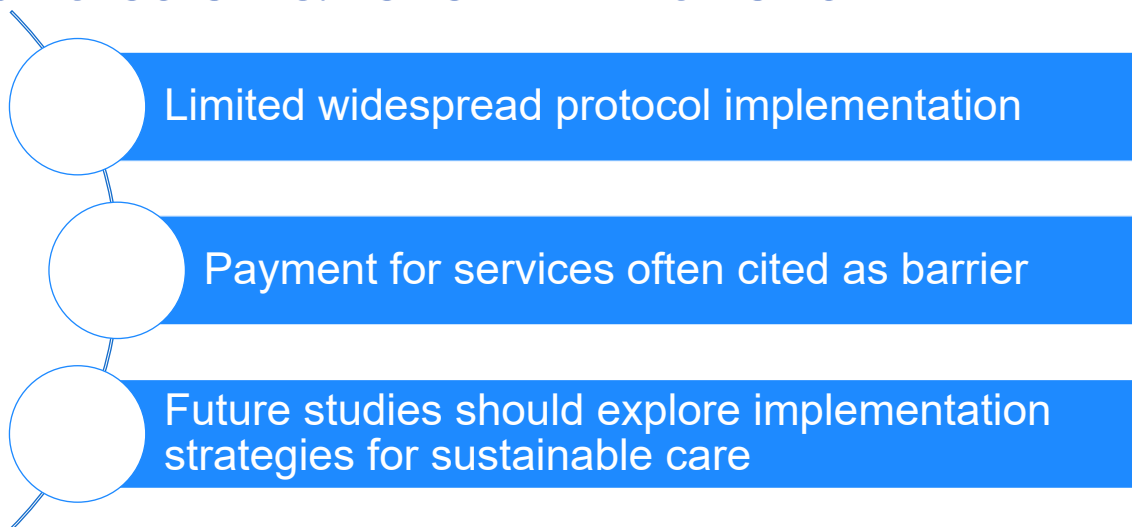 Limited widespread protocol implementation
Payment for services often cited as barrier
Future studies should explore implementation
strategies for sustainable care